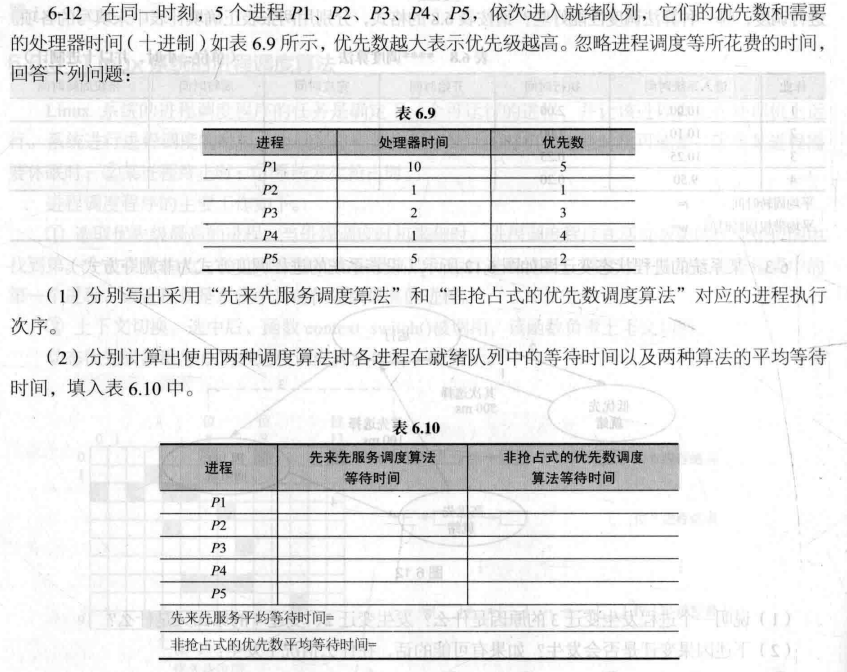 6-12 在同一时刻，5 个进程 P1、P2、P3、P4、P5，依次进入就绪队列，它们的优先数和需要
的处理器时间（十进制）如表 6.9 所示，优先数越大表示优先级越高。忽略进程调度等所花费的时间，
回答下列问题：
表 6.9
进程 处理器时间 优先数
P1 10 5
P2 1 1
P3 2 3
P4 1 4
P5 5 2
（1）分别写出采用“先来先服务调度算法”和“非抢占式的优先数调度算法”对应的进程执行
次序。
（2）分别计算出使用两种调度算法时各进程在就绪队列中的等待时间以及两种算法的平均等待
时间，填入表 6.10 中。
表 6.10
进程 先来先服务调度算法 非抢占式的优先数调度
等待时间 算法等待时间
P1
P2
P3
P4
P5
先来先服务平均等待时间=
非抢占式的优先数平均等待时间=